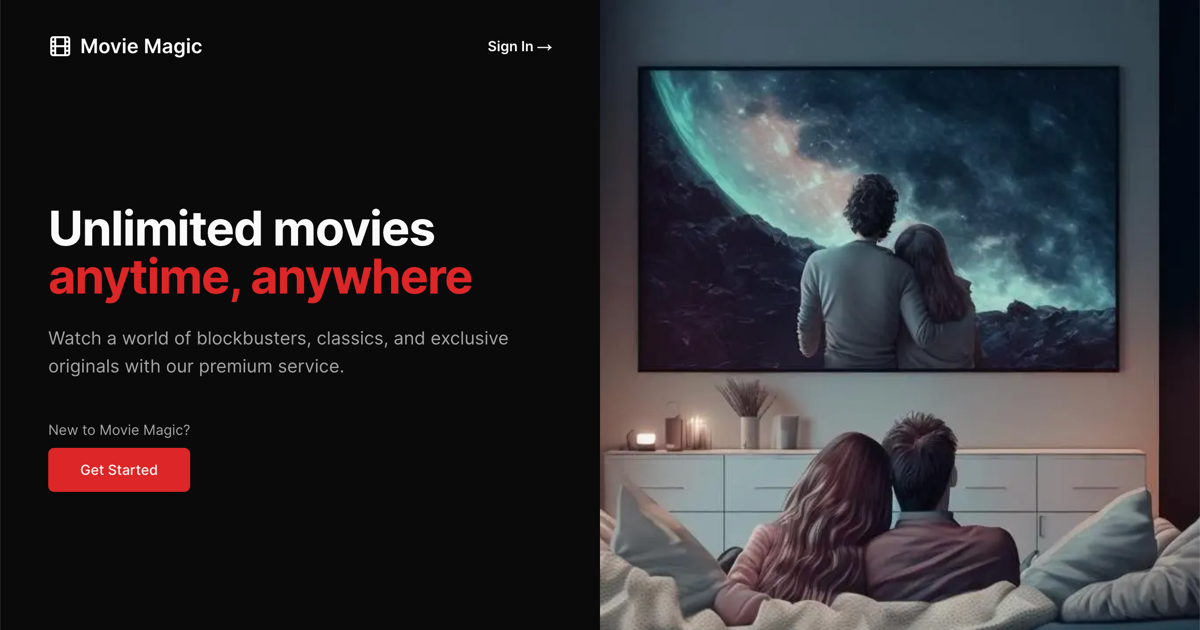 Movie Magic
Sign In →
Unlimited movies
anytime, anywhere
Watch a world of blockbusters, classics, and exclusive
originals with our premium service.
New to Movie Magic?
Get Started